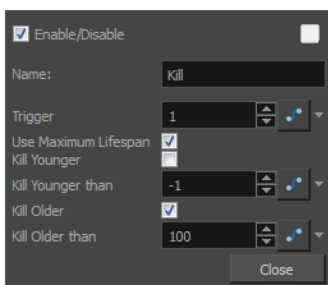 Enable/Disable
Name: Kill
Trigger 1
Use Maximum Lifespan
Kill Younger
Kill Younger than -1
Kill Older
Kill Older than 100
Close